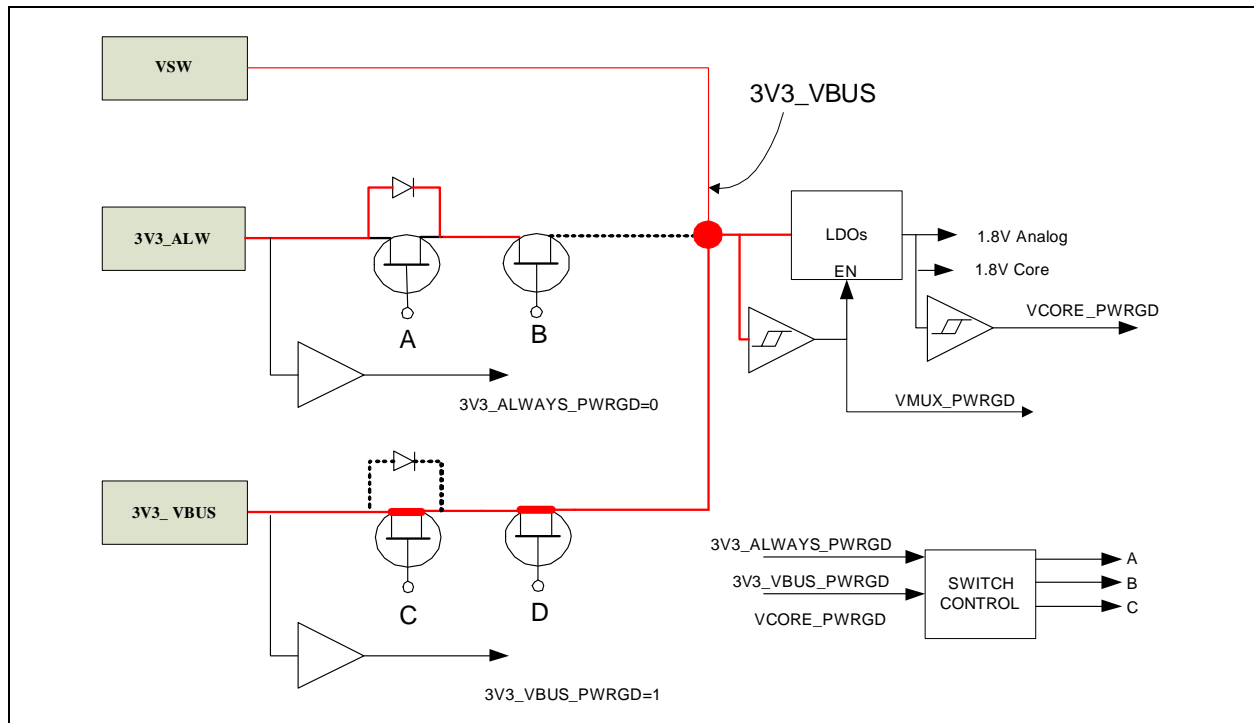 VSW
3V3_VBUS
3V3_ALW
LDOs
EN
1.8V Analog
1.8V Core
VCORE_PWRGD
A
B
3V3_ALWAYS_PWRGD=0
VMUX_PWRGD
3V3_ VBUS
C
D
3V3_VBUS_PWRGD=1
3V3_ALWAYS_PWRGD
3V3_VBUS_PWRGD
VCORE_PWRGD
SWITCH
CONTROL
A
B
C